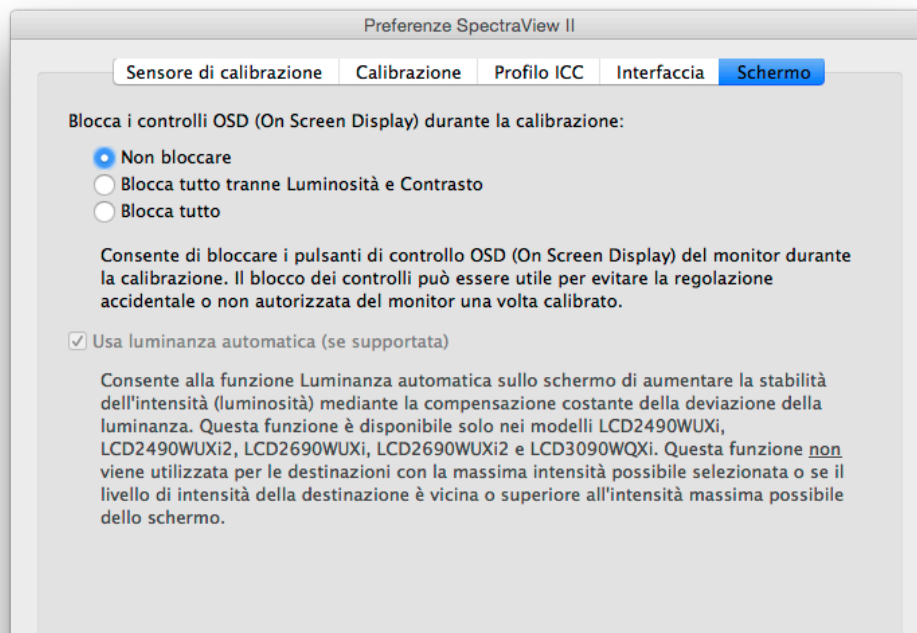 Preferenze SpectraView II
Sensore di calibrazione Calibrazione Profilo ICC Interfaccia Schermo
Blocca i controlli OSD (On Screen Display) durante la calibrazione:
Non bloccare
Blocca tutto tranne Luminosità e Contrasto
Blocca tutto
Consente di bloccare i pulsanti di controllo OSD (On Screen Display) del monitor durante
la calibrazione. Il blocco dei controlli può essere utile per evitare la regolazione
accidentale o non autorizzata del monitor una volta calibrato.
Usa luminanza automatica (se supportata)
Consente alla funzione Luminanza automatica sullo schermo di aumentare la stabilità
dell'intensità (luminosità) mediante la compensazione costante della deviazione della
luminanza. Questa funzione è disponibile solo nei modelli LCD2490WUXi,
LCD2490WUXi2, LCD2690WUXi, LCD2690WUXi2 e LCD3090WQXi. Questa funzione non
viene utilizzata per le destinazioni con la massima intensità possibile selezionata o se il
livello di intensità della destinazione è vicina o superiore all'intensità massima possibile
dello schermo.